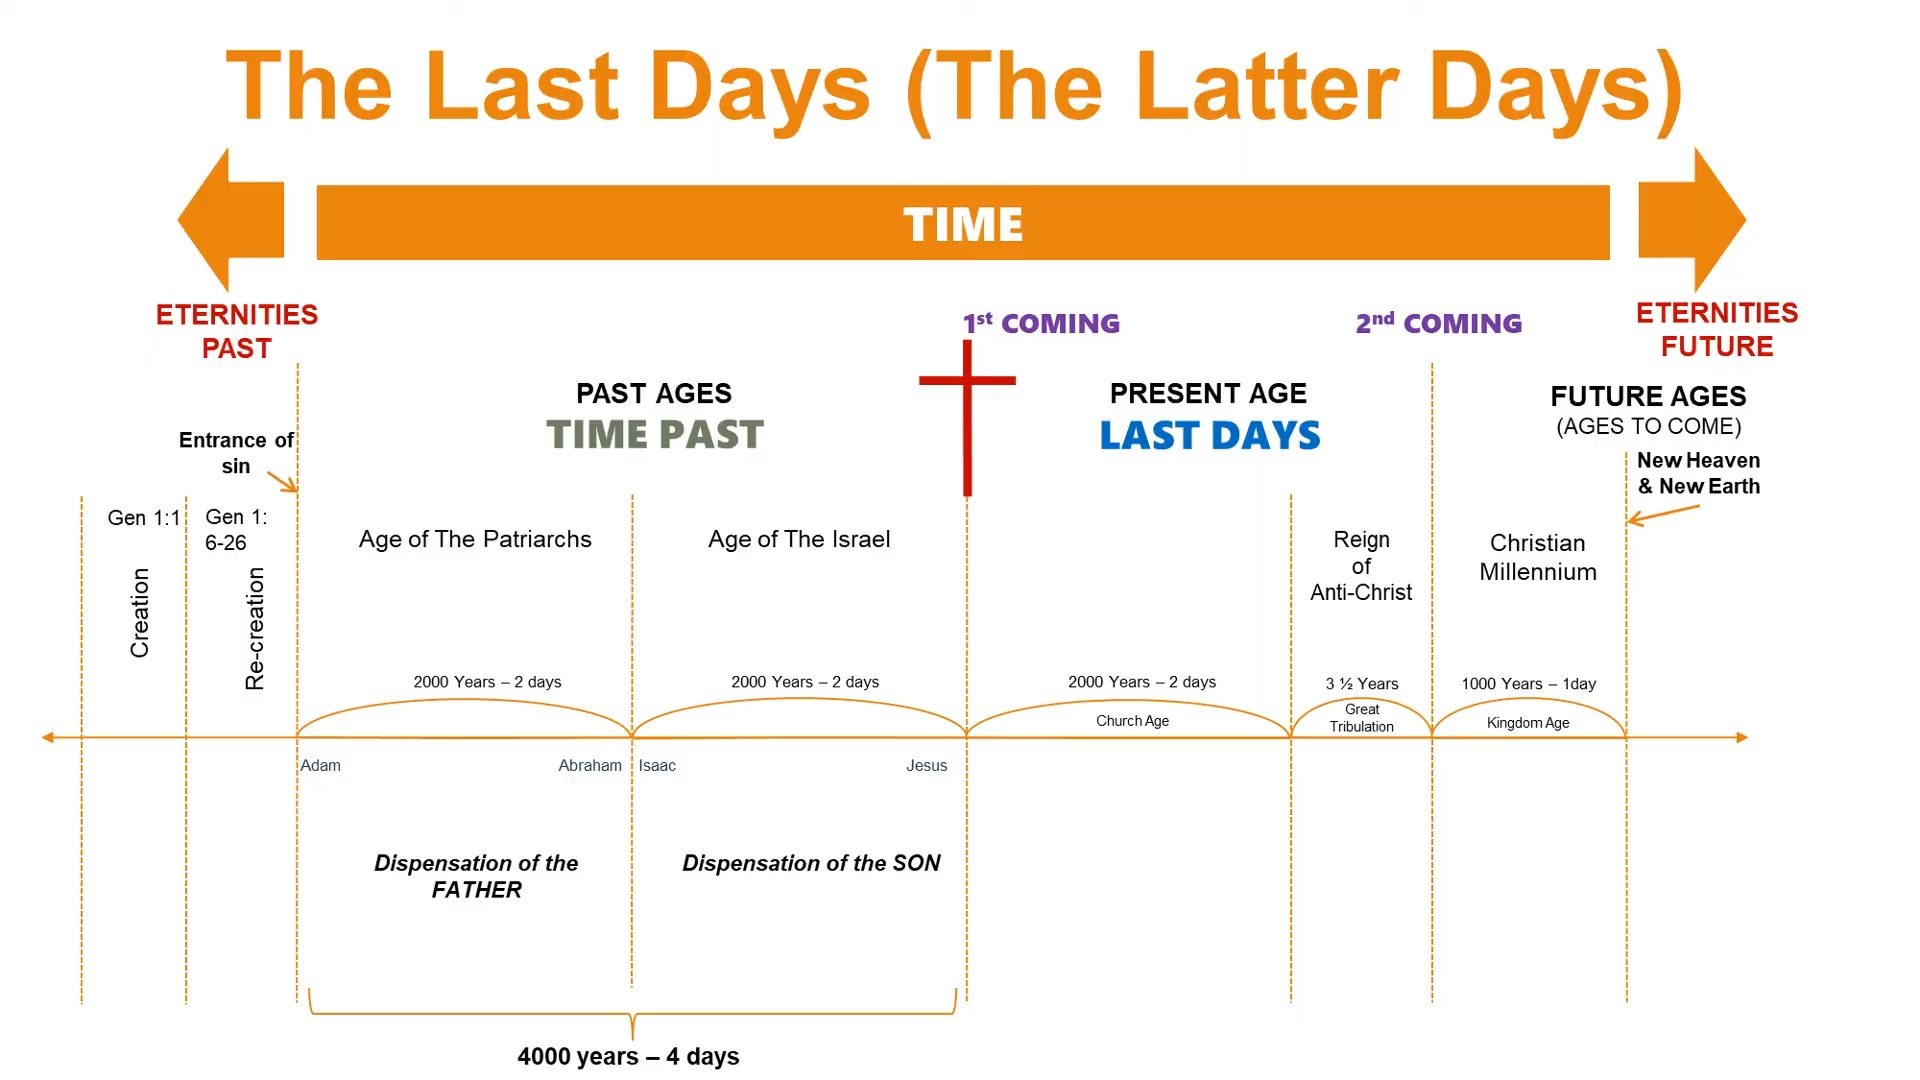 The Last Days (The Latter Days)
TIME
ETERNITIES
PAST
1st COMING
2nd COMING
ETERNITIES
FUTURE
PAST AGES
TIME PAST
PRESENT AGE
LAST DAYS
FUTURE AGES
(AGES TO COME)
Entrance of
sin
New Heaven
& New Earth
Gen 1:1
Gen 1:
6-26
Creation
Re-creation
Age of The Patriarchs
Age of The Israel
Reign
of
Anti-Christ
Christian
Millennium
2000 Years – 2 days
2000 Years – 2 days
2000 Years – 2 days
3 ½ Years
1000 Years – 1day
Church Age
Great
Tribulation
Kingdom Age
Adam
Abraham
Isaac
Jesus
Dispensation of the
FATHER
Dispensation of the SON
4000 years – 4 days